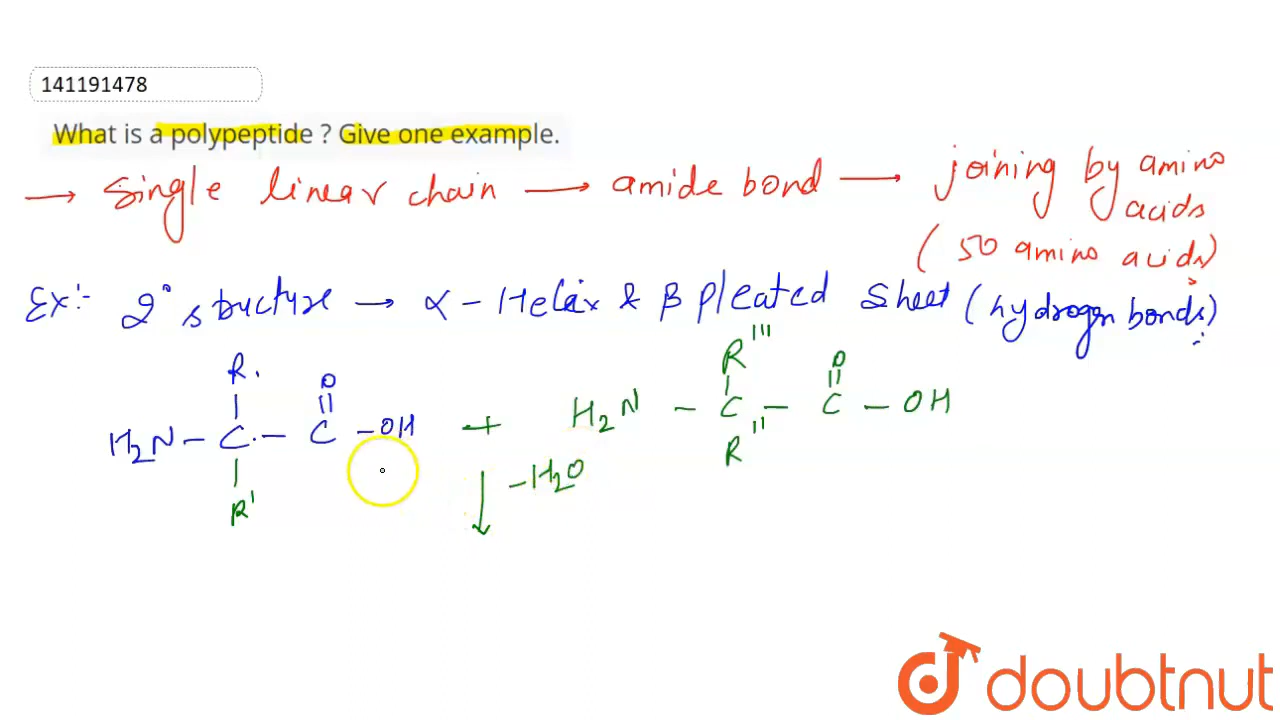 141191478
What is a polypeptide ? Give one example.
→ single linear chain → amide bond → joining by amino
acids
(50 amino acids)
Ex:- 2° structure → α - Helix & β pleated sheet (hydrogen bonds)
R''' 
R. O O
|| ||
H2N - C - C - OH + H2N - C - C - OH
R' R''
↓ -H2O
doubtnut